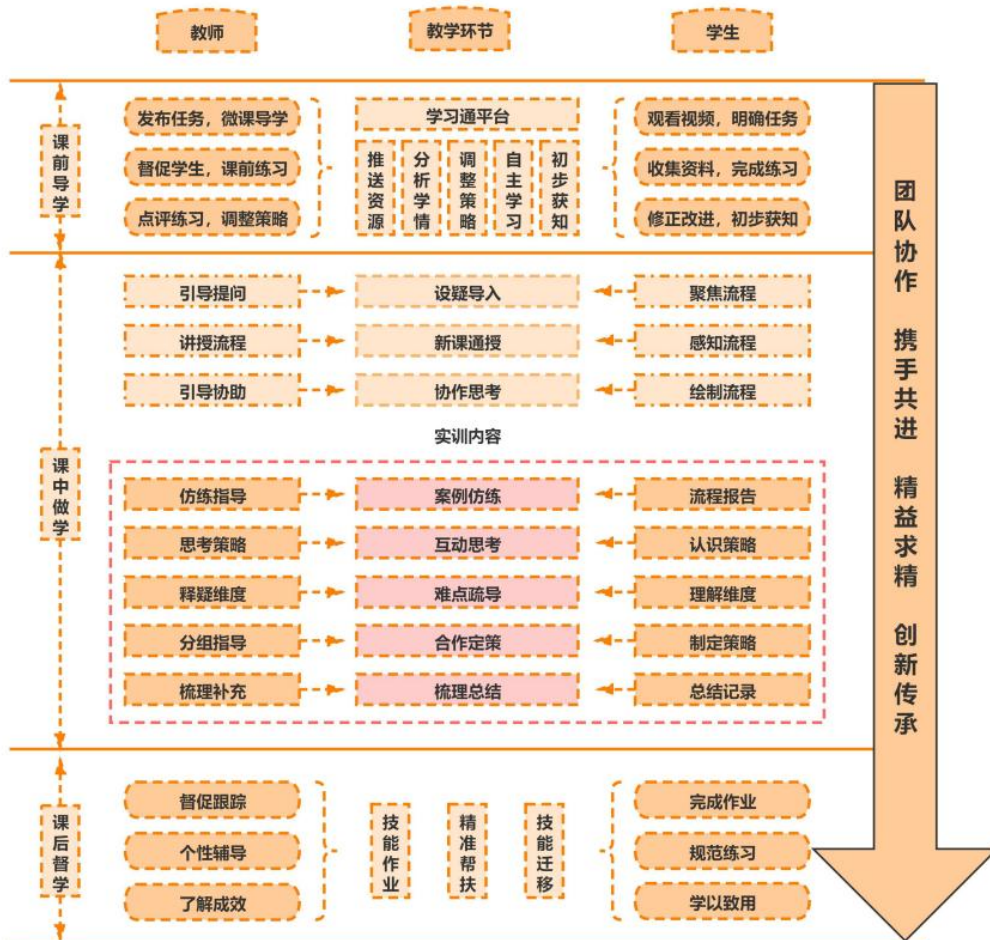 教师
教学环节
学生
课前导学
发布任务，微课导学
督促学生，课前练习
点评练习，调整策略
学习通平台
推送资源
分析学情
调整策略
自主学习
初步获知
观看视频，明确任务
收集资料，完成练习
修正改进，初步获知
课中做学
引导提问
设疑导入
聚焦流程
讲授流程
新课通授
感知流程
引导协助
协作思考
绘制流程
实训内容
仿练指导
案例仿练
流程报告
思考策略
互动思考
认识策略
释疑维度
难点疏导
理解维度
分组指导
合作定策
制定策略
梳理补充
梳理总结
总结记录
课后督学
督促跟踪
个性辅导
了解成效
技能作业
精准帮扶
技能迁移
完成作业
规范练习
学以致用
团队协作 携手共进 精益求精 创新传承